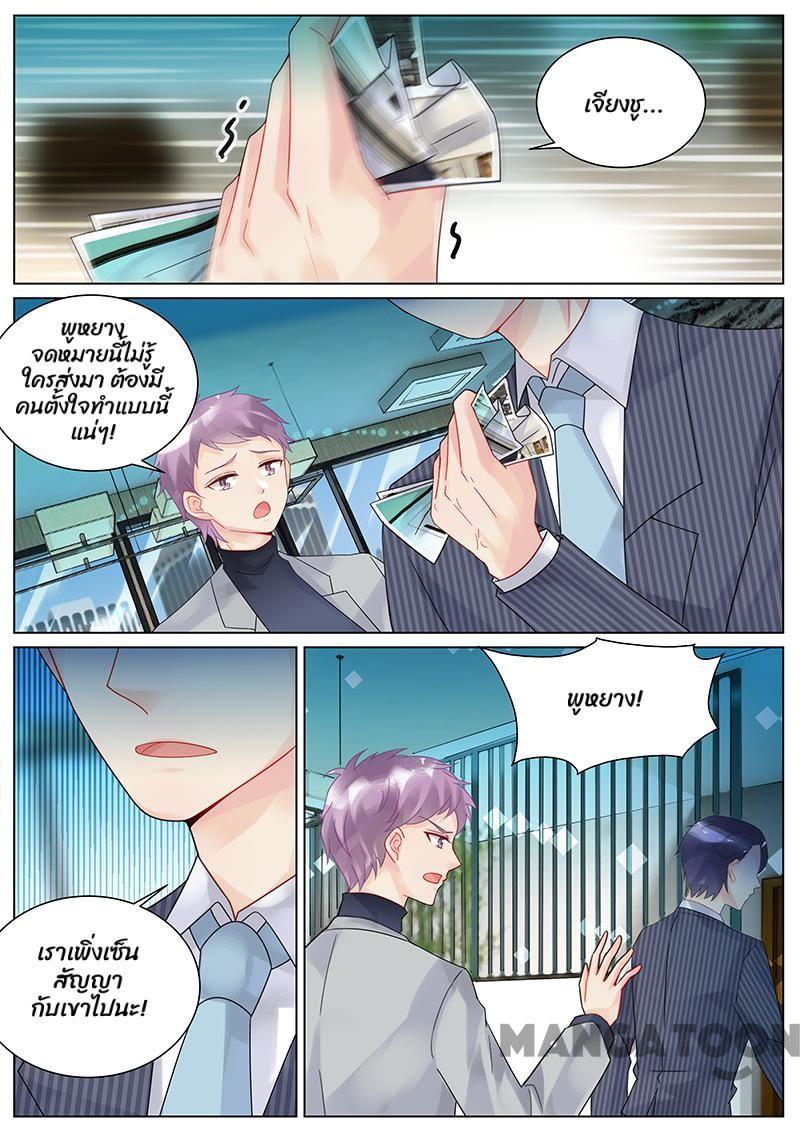 เจียงชู...
พูหยาง
จดหมายนี้ไม่รู้
ใครส่งมา ต้องมี
คนตั้งใจทำแบบนี้
แน่ๆ!
เราเพิ่งเซ็น
สัญญา
กับเขาไปนะ!
พูหยาง!
MANGATOON